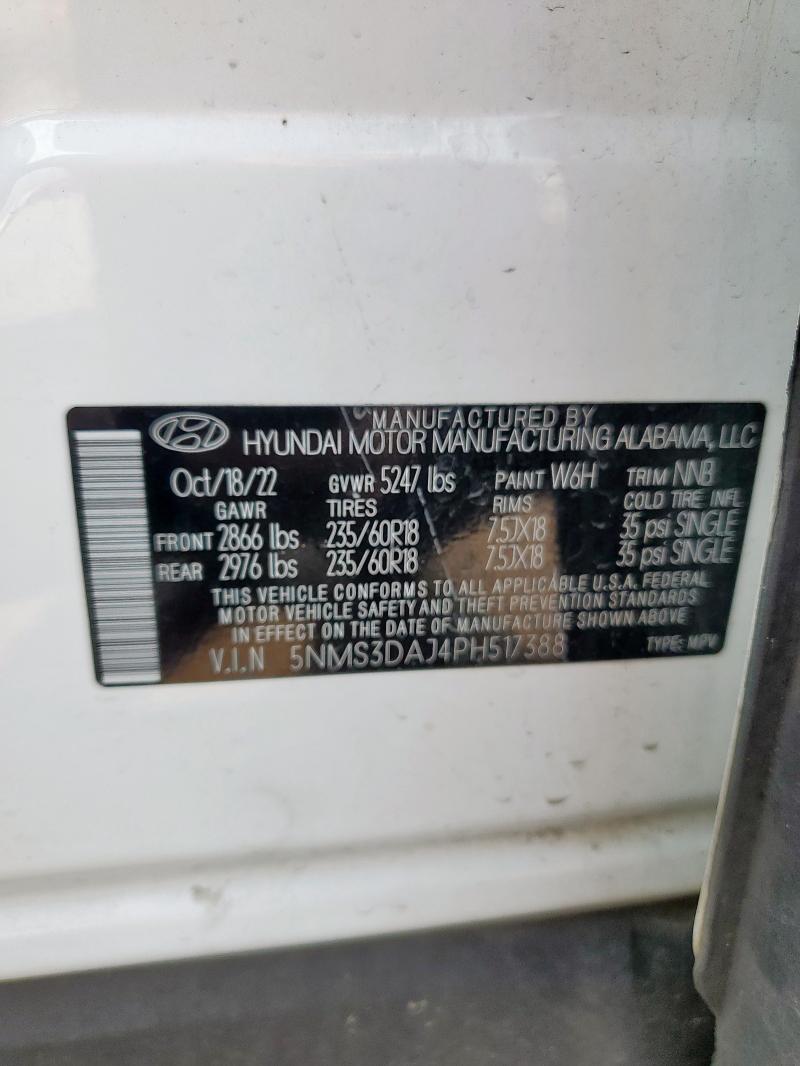 MANUFACTURED BY
HYUNDAI MOTOR MANUFACTURING ALABAMA, LLC
Oct/18/22 GVWR 5247 lbs PAINT W6H TRIM NNB
GAWR TIRES RIMS COLD TIRE INFL
FRONT 2866 lbs 235/60R18 7.5JX18 35 psi SINGLE
REAR 2976 lbs 235/60R18 7.5JX18 35 psi SINGLE
THIS VEHICLE CONFORMS TO ALL APPLICABLE U.S.A. FEDERAL
MOTOR VEHICLE SAFETY AND THEFT PREVENTION STANDARDS
IN EFFECT ON THE DATE OF MANUFACTURE SHOWN ABOVE
V.I.N 5NMS3DAJ4PH517388 TYPE: MPV